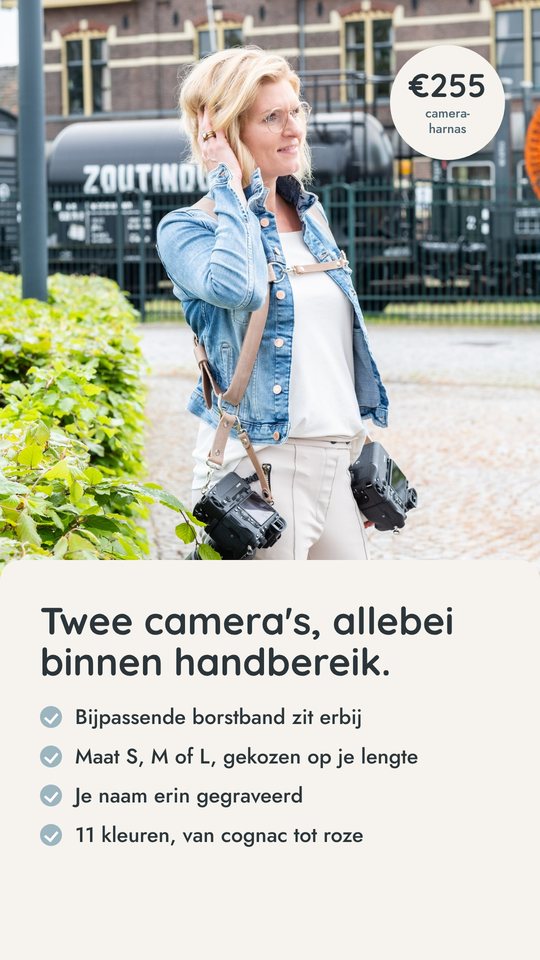 €255
camera-
harnas
ZOUTINDU
Twee camera's, allebei
binnen handbereik.
Bijpassende borstband zit erbij
Maat S, M of L, gekozen op je lengte
Je naam erin gegraveerd
11 kleuren, van cognac tot roze